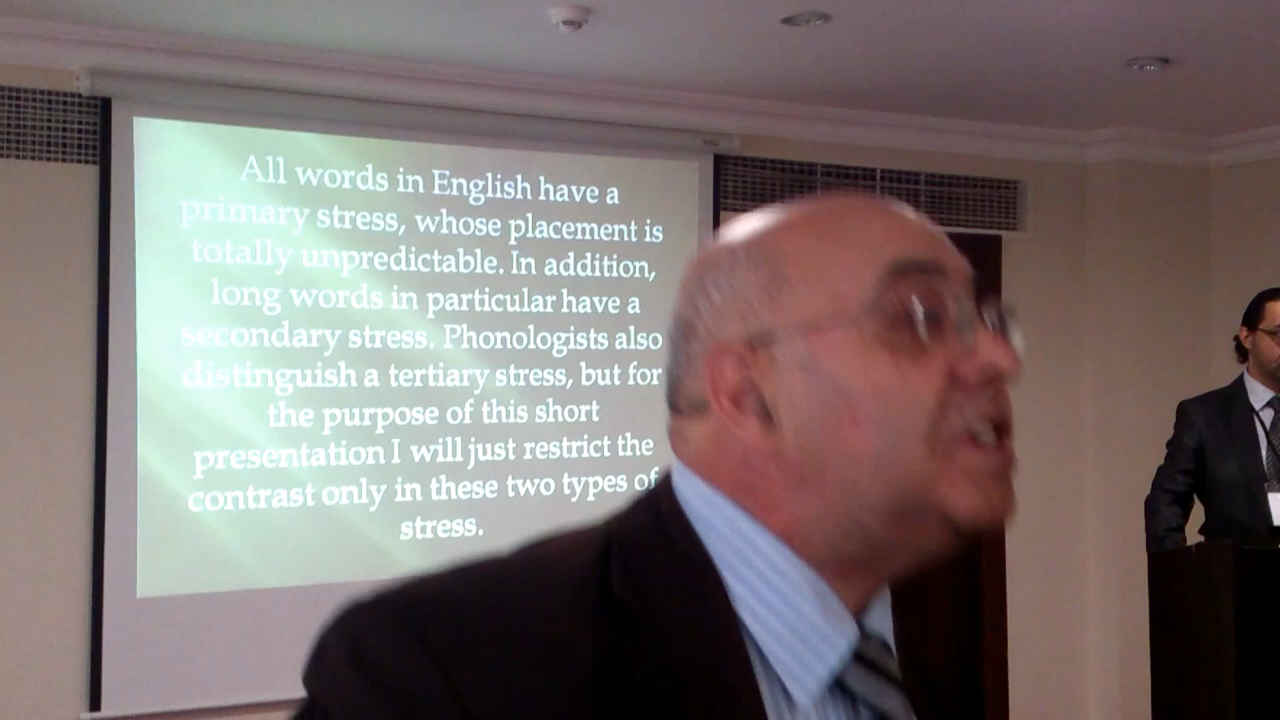 All words in English have a
primary stress, whose placement is
totally unpredictable. In addition,
long words in particular have a
secondary stress. Phonologists also
distinguish a tertiary stress, but for
the purpose of this short
presentation I will just restrict the
contrast only in these two types of
stress.